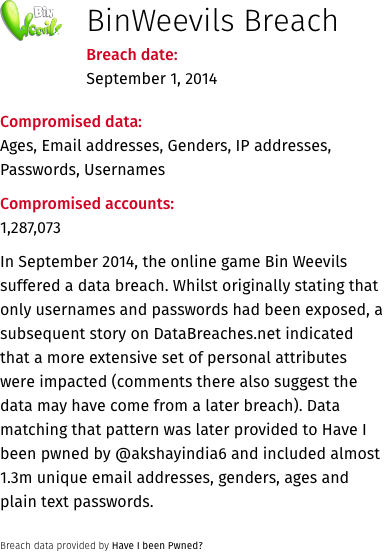 Bin
Weevils
BinWeevils Breach
Breach date:
September 1, 2014
Compromised data:
Ages, Email addresses, Genders, IP addresses,
Passwords, Usernames
Compromised accounts:
1,287,073
In September 2014, the online game Bin Weevils
suffered a data breach. Whilst originally stating that
only usernames and passwords had been exposed, a
subsequent story on DataBreaches.net indicated
that a more extensive set of personal attributes
were impacted (comments there also suggest the
data may have come from a later breach). Data
matching that pattern was later provided to Have I
been pwned by @akshayindia6 and included almost
1.3m unique email addresses, genders, ages and
plain text passwords.
Breach data provided by Have I been Pwned?